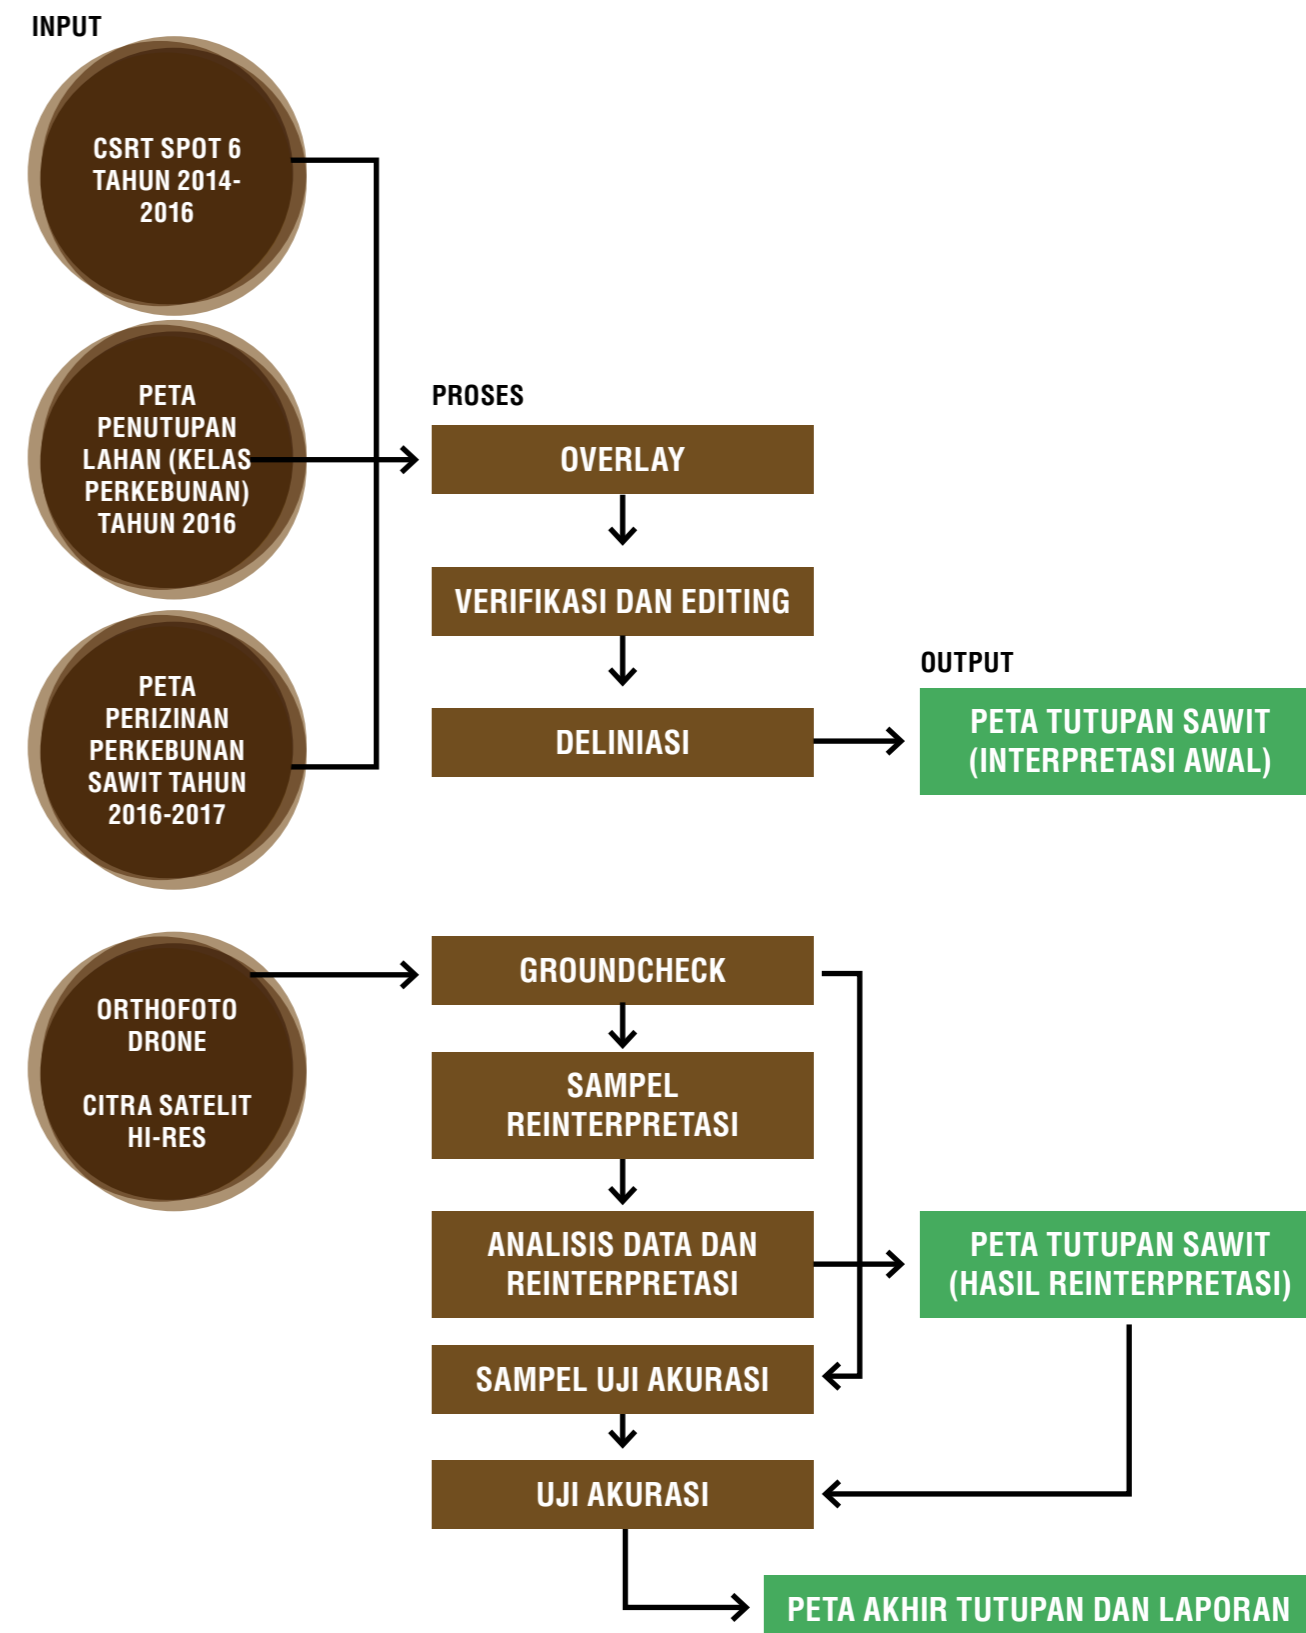 INPUT
CSRT SPOT 6
TAHUN 2014-
2016
PETA
PENUTUPAN
LAHAN (KELAS
PERKEBUNAN)
TAHUN 2016
PETA
PERIZINAN
PERKEBUNAN
SAWIT TAHUN
2016-2017
PROSES
OVERLAY
VERIFIKASI DAN EDITING
DELINIASI
OUTPUT
PETA TUTUPAN SAWIT
(INTERPRETASI AWAL)
ORTHOFOTO
DRONE
CITRA SATELIT
HI-RES
GROUNDCHECK
SAMPEL
REINTERPRETASI
ANALISIS DATA DAN
REINTERPRETASI
PETA TUTUPAN SAWIT
(HASIL REINTERPRETASI)
SAMPEL UJI AKURASI
UJI AKURASI
PETA AKHIR TUTUPAN DAN LAPORAN